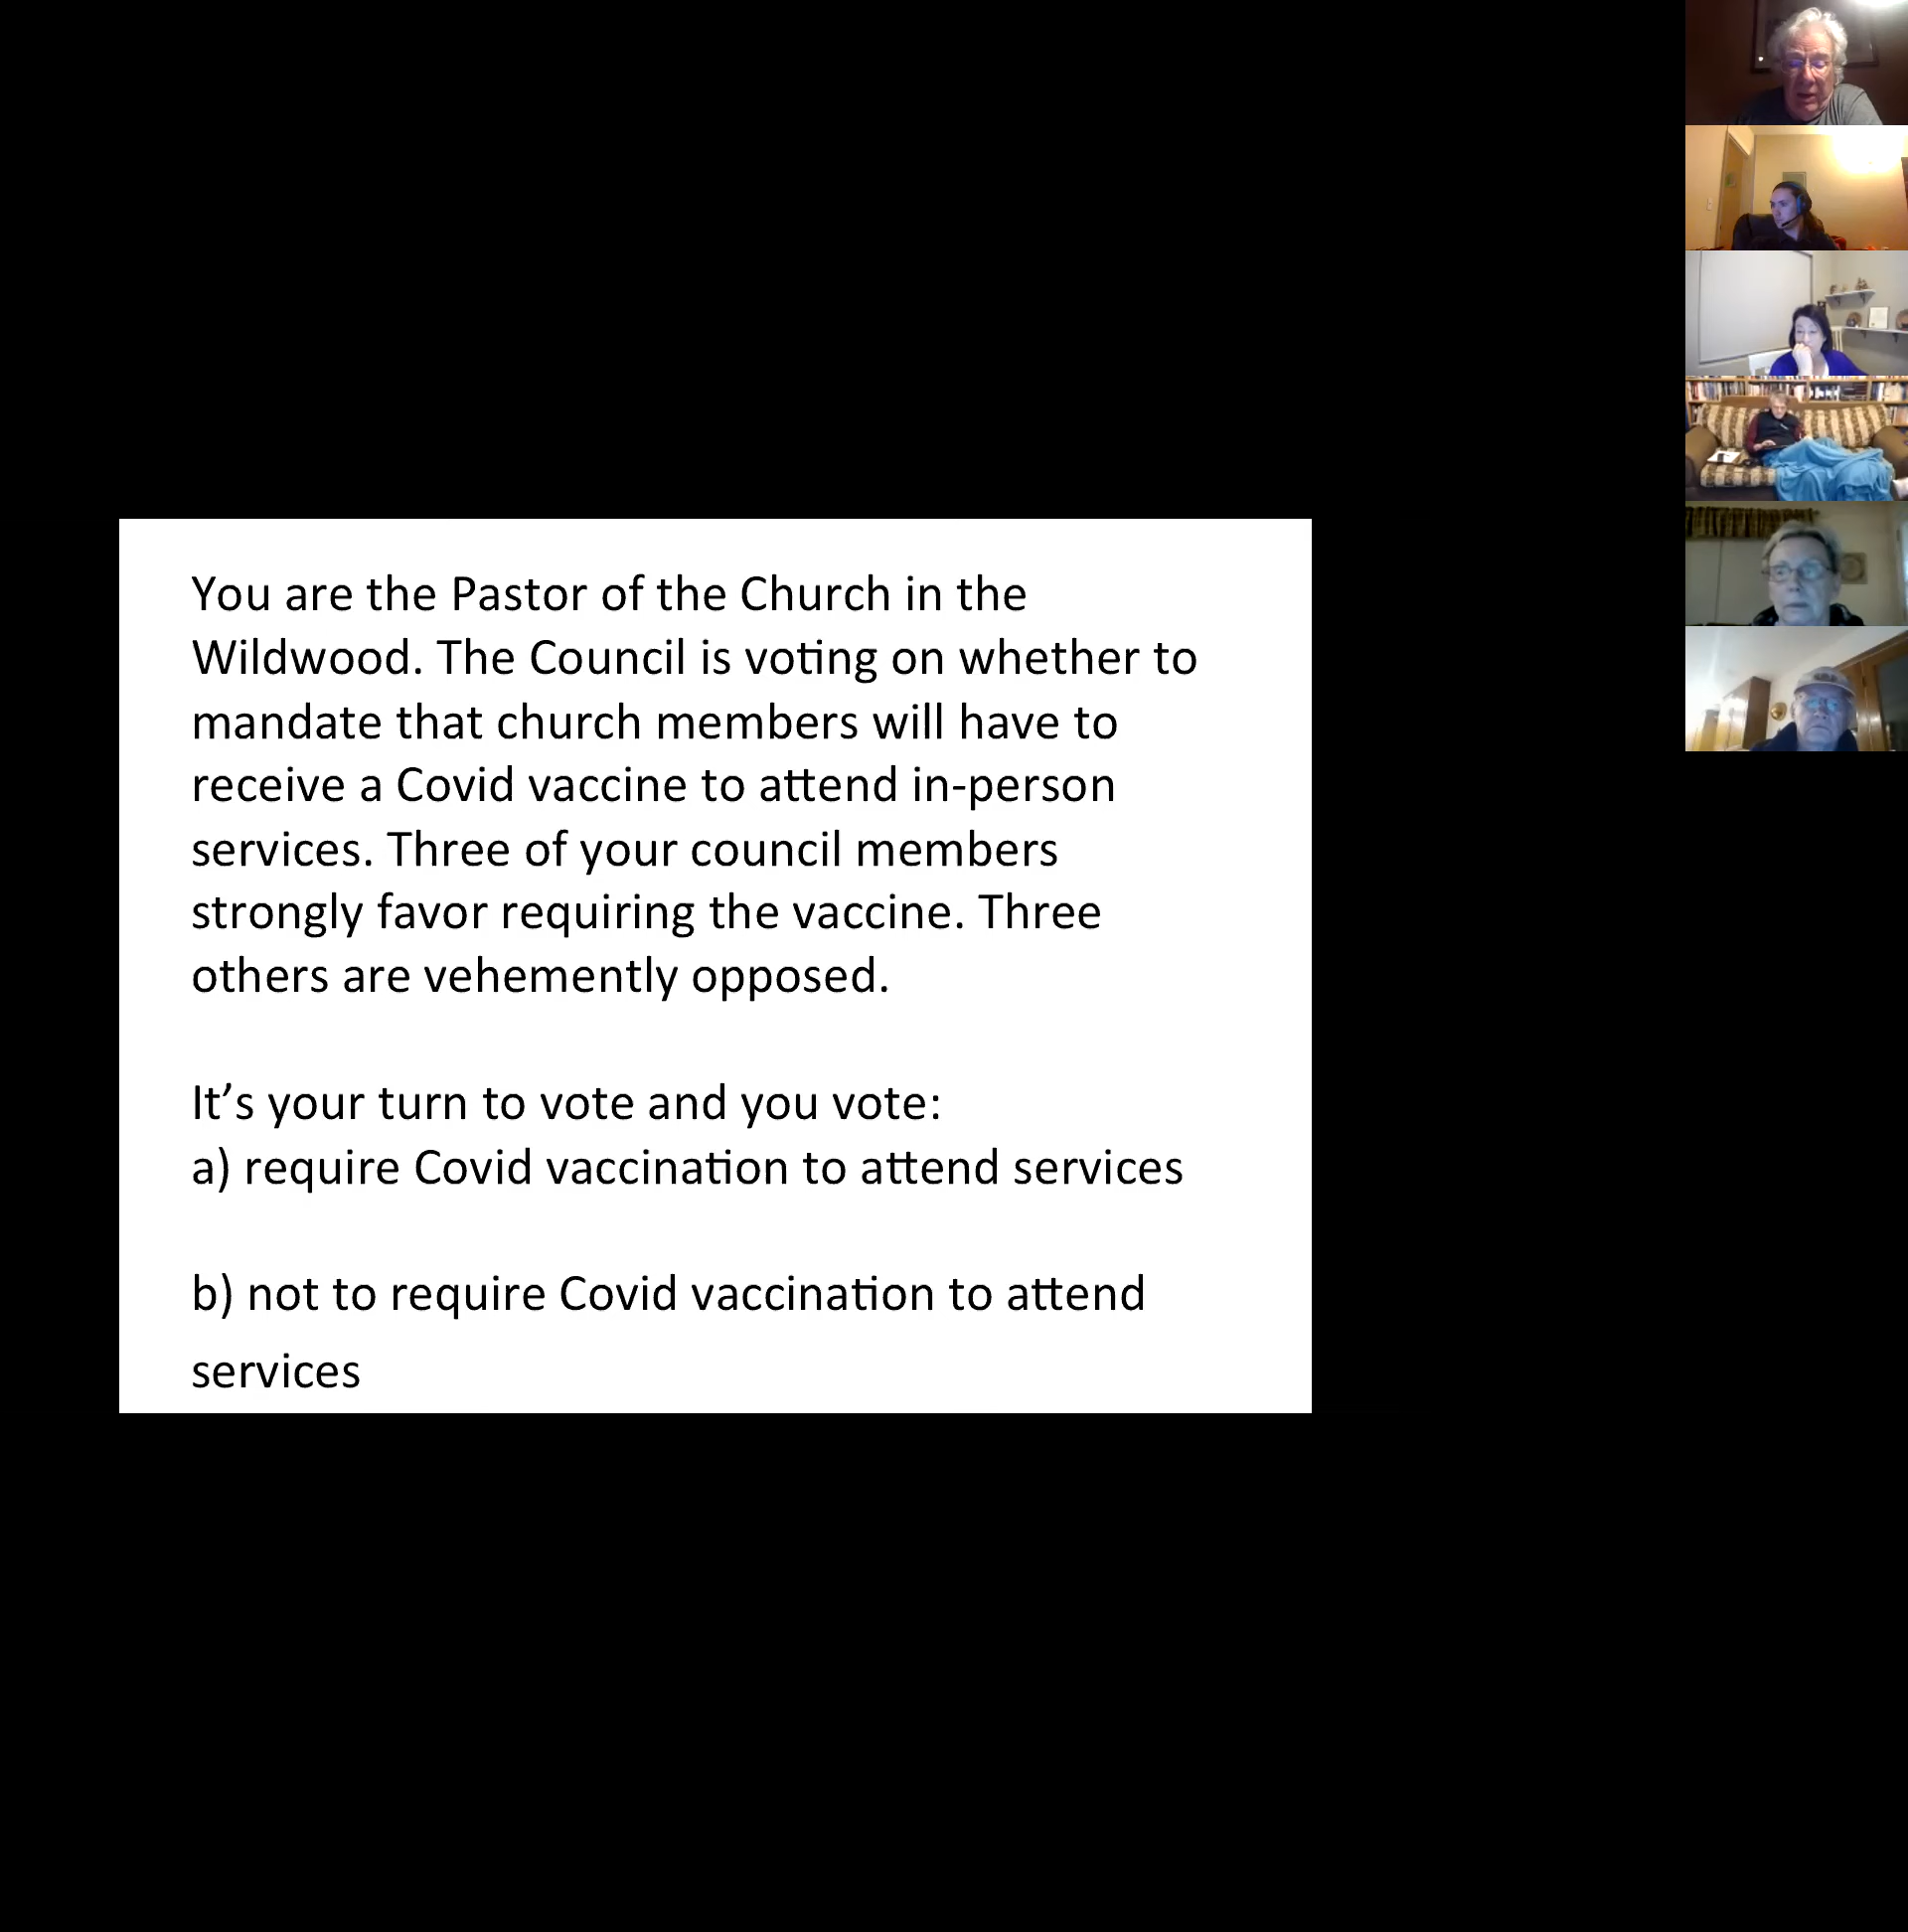 You are the Pastor of the Church in the
Wildwood. The Council is voting on whether to
mandate that church members will have to
receive a Covid vaccine to attend in-person
services. Three of your council members
strongly favor requiring the vaccine. Three
others are vehemently opposed.
It’s your turn to vote and you vote:
a) require Covid vaccination to attend services
b) not to require Covid vaccination to attend
services